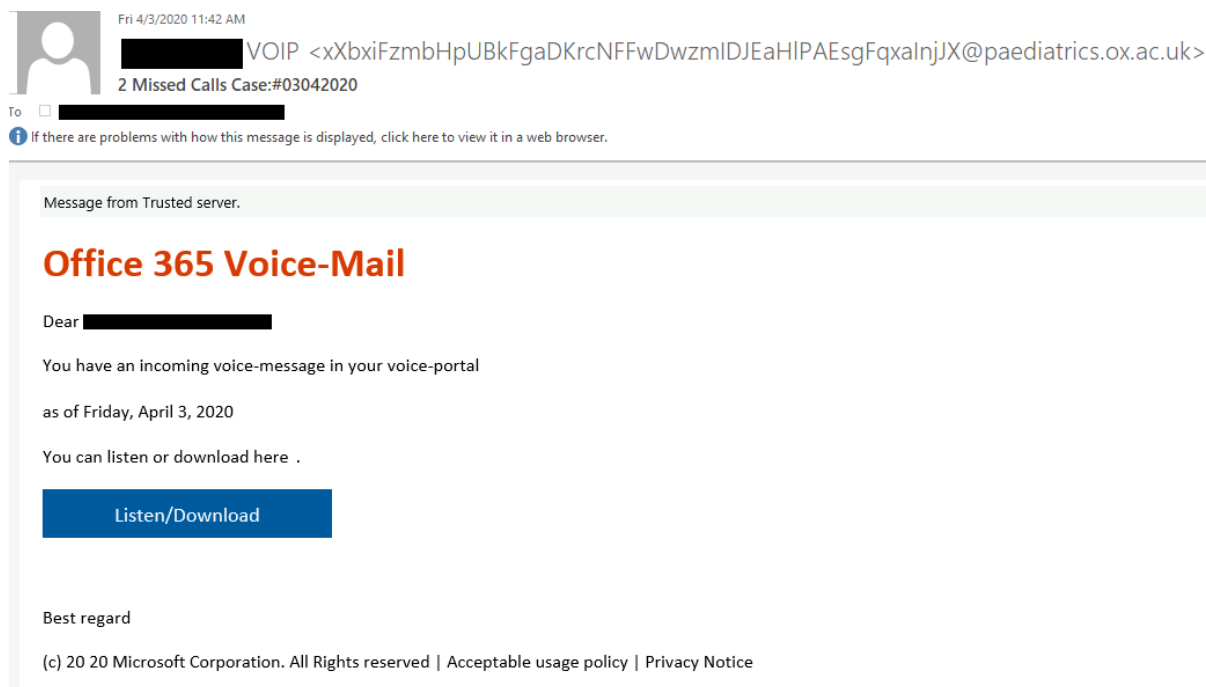 Fri 4/3/2020 11:42 AM
VOIP <xXbxiFzmbHpUBkFgaDKrcNFFwDwzmIDJEaHlPAEsgFqxaInjJX@paediatrics.ox.ac.uk>
2 Missed Calls Case:#03042020
To
If there are problems with how this message is displayed, click here to view it in a web browser.
Message from Trusted server.
Office 365 Voice-Mail
Dear
You have an incoming voice-message in your voice-portal
as of Friday, April 3, 2020
You can listen or download here .
Listen/Download
Best regard
(c) 20 20 Microsoft Corporation. All Rights reserved | Acceptable usage policy | Privacy Notice